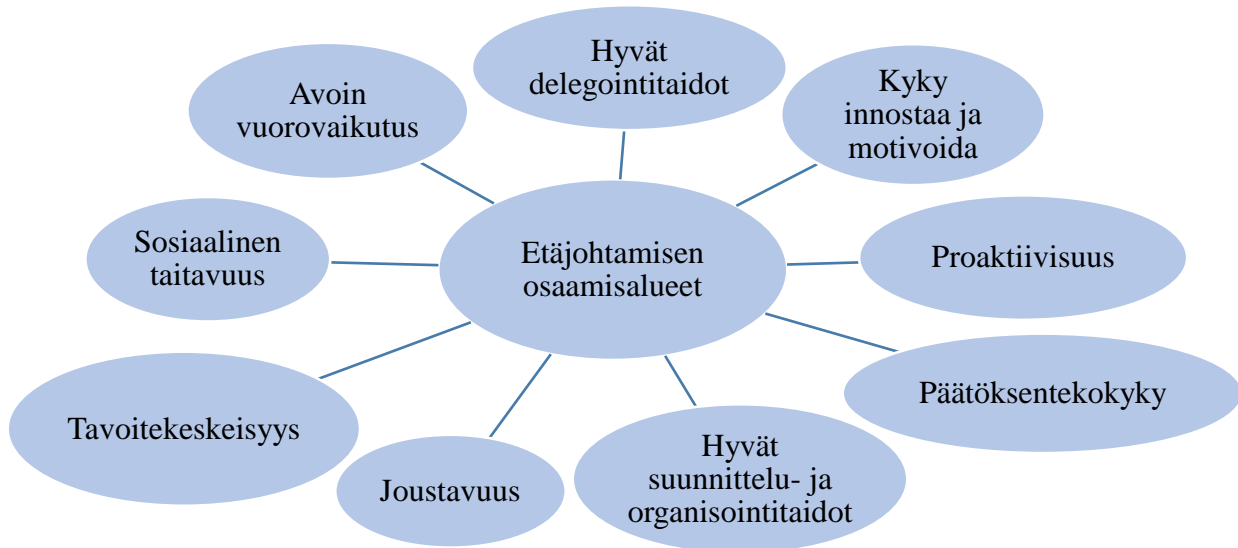 Hyvät
delegointitaidot
Kyky
innostaa ja
motivoida
Avoin
vuorovaikutus
Sosiaalinen
taitavuus
Etäjohtamisen
osaamisalueet
Proaktiivisuus
Päätöksentekokyky
Tavoitekeskeisyys
Joustavuus
Hyvät
suunnittelu- ja
organisointitaidot